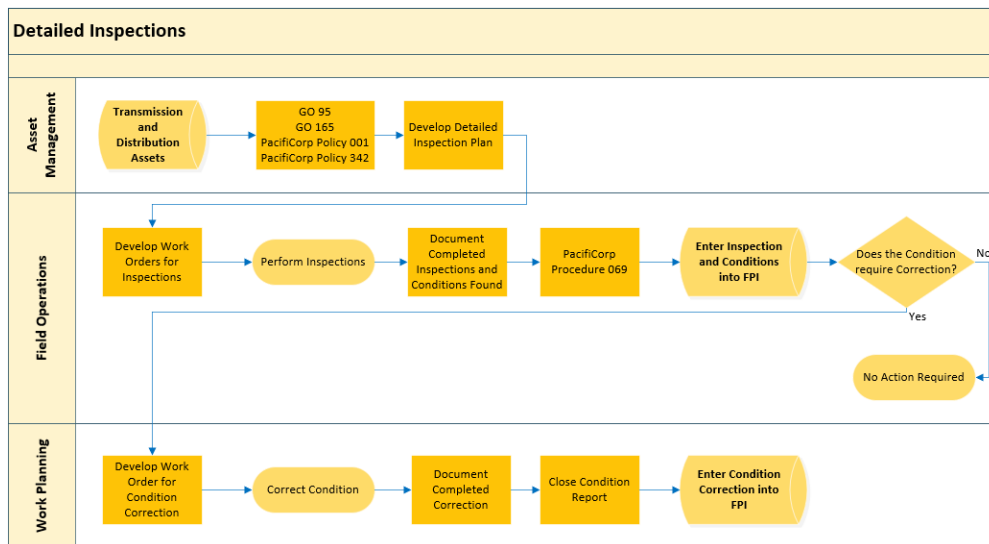 Detailed Inspections
Asset
Management
Transmission
and
Distribution
Assets
GO 95
GO 165
PacifiCorp Policy 001
PacifiCorp Policy 342
Develop Detailed
Inspection Plan
Field Operations
Develop Work
Orders for
Inspections
Perform Inspections
Document
Completed
Inspections and
Conditions Found
PacifiCorp
Procedure 069
Enter Inspection
and Conditions
into FPI
Does the Condition
require Correction?
No
Yes
No Action Required
Work Planning
Develop Work
Order for
Condition
Correction
Correct Condition
Document
Completed
Correction
Close Condition
Report
Enter Condition
Correction into
FPI